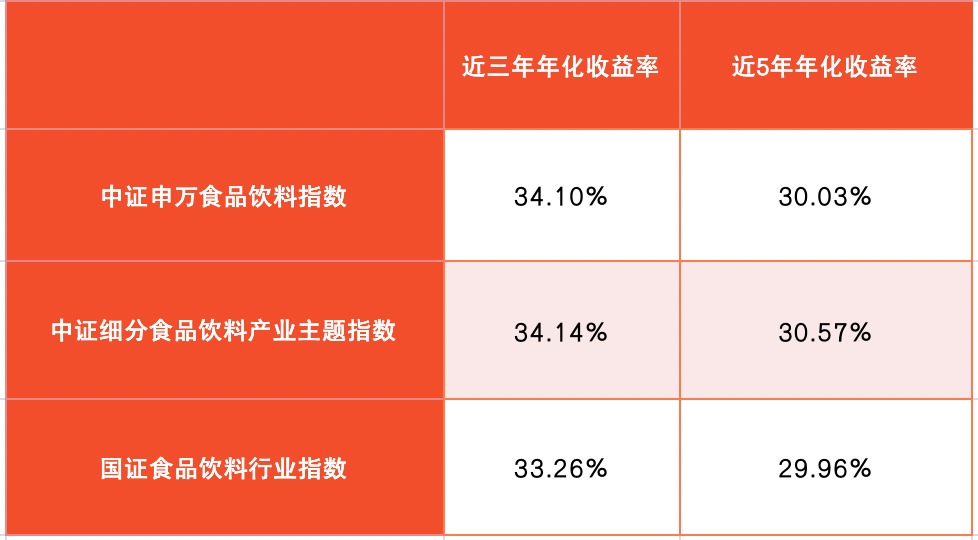 近三年年化收益率 近5年年化收益率
中证申万食品饮料指数 34.10% 30.03%
中证细分食品饮料产业主题指数 34.14% 30.57%
国证食品饮料行业指数 33.26% 29.96%